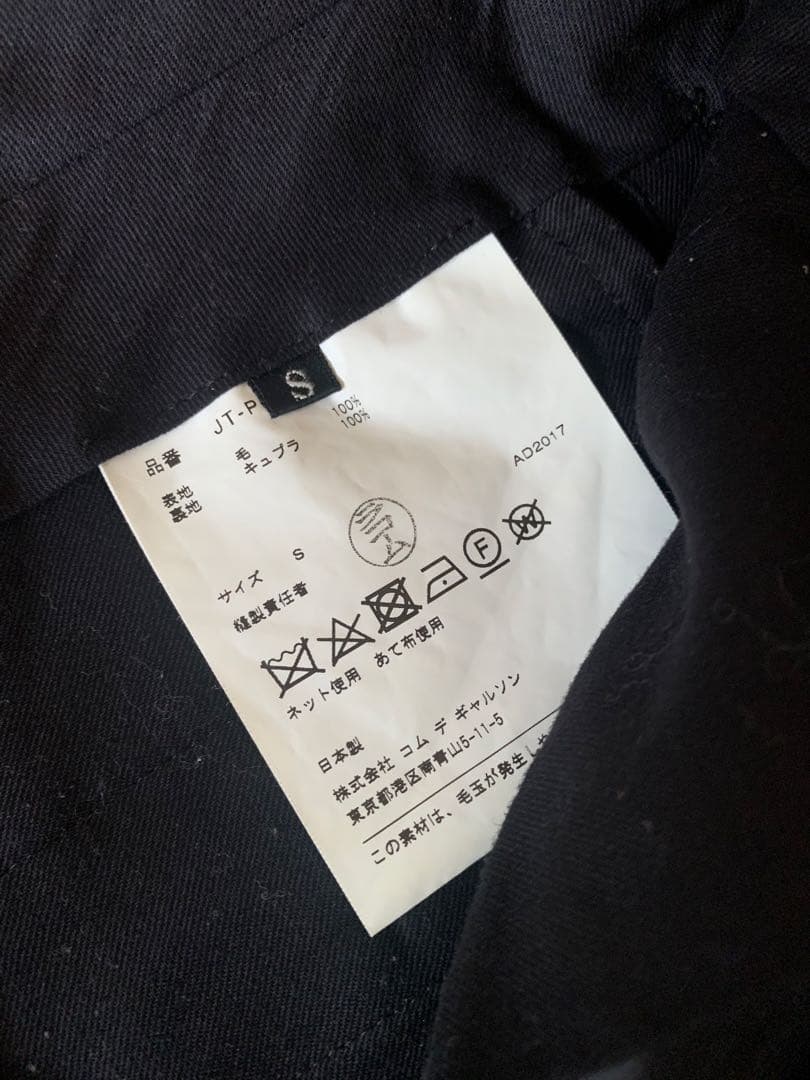 S
品番 JT-P
表地 毛 100%
裏地 キュプラ 100%
AD2017
サイズ S
縫製責任者
F
W
ネット使用 あて布使用
日本製
株式会社 コム デ ギャルソン
東京都港区南青山5-11-5
この素材は、毛玉が発生し